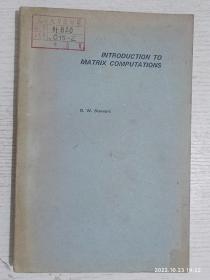 INTRODUCTION TO
MATRIX COMPUTATIONS
G. W. Stewart
2022.10.23 19:22